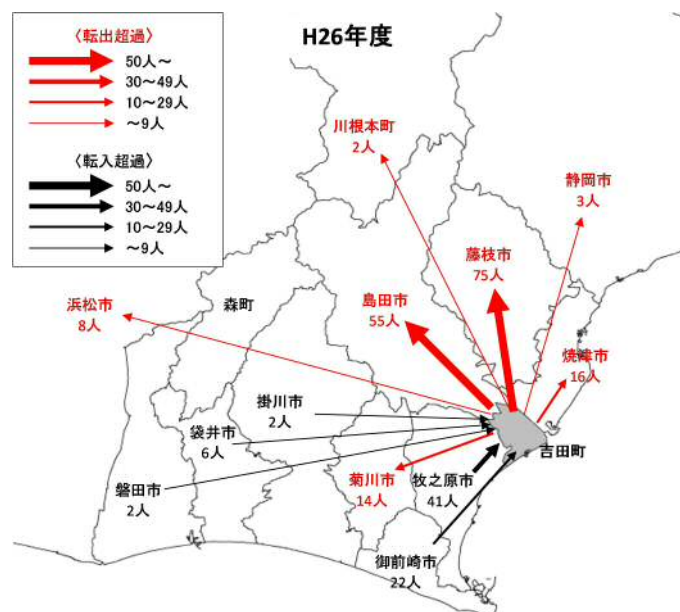 H26年度
〈転出超過〉
50人~
30~49人
10~29人
~9人
〈転入超過〉
50人~
30~49人
10~29人
~9人
川根本町
2人
静岡市
3人
藤枝市
75人
島田市
55人
浜松市
8人
森町
焼津市
16人
掛川市
2人
袋井市
6人
吉田町
磐田市
2人
菊川市
14人
牧之原市
41人
御前崎市
22人